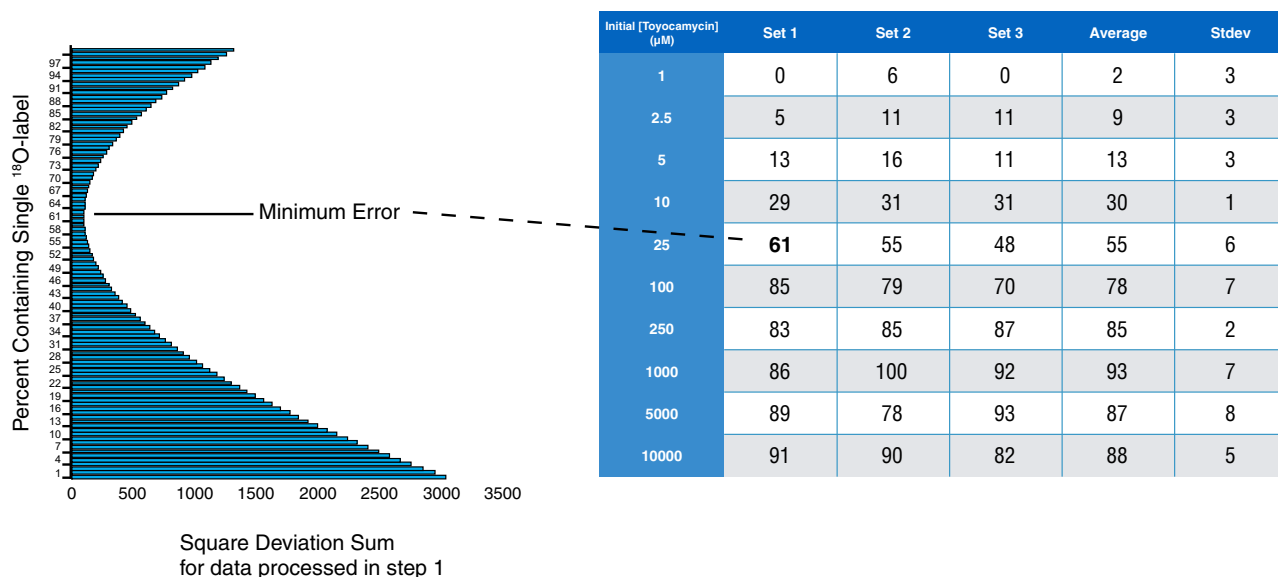 Percent Containing Single ¹⁸O-label
97
94
91
88
85
82
79
76
73
70
67
64
61
58
55
52
49
46
43
40
37
34
31
28
25
22
19
16
13
10
7
4
1
0 500 1000 1500 2000 2500 3000 3500
Square Deviation Sum
for data processed in step 1
Minimum Error
Initial [Toyocamycin]
(µM) Set 1 Set 2 Set 3 Average Stdev
1 0 6 0 2 3
2.5 5 11 11 9 3
5 13 16 11 13 3
10 29 31 31 30 1
25 61 55 48 55 6
100 85 79 70 78 7
250 83 85 87 85 2
1000 86 100 92 93 7
5000 89 78 93 87 8
10000 91 90 82 88 5